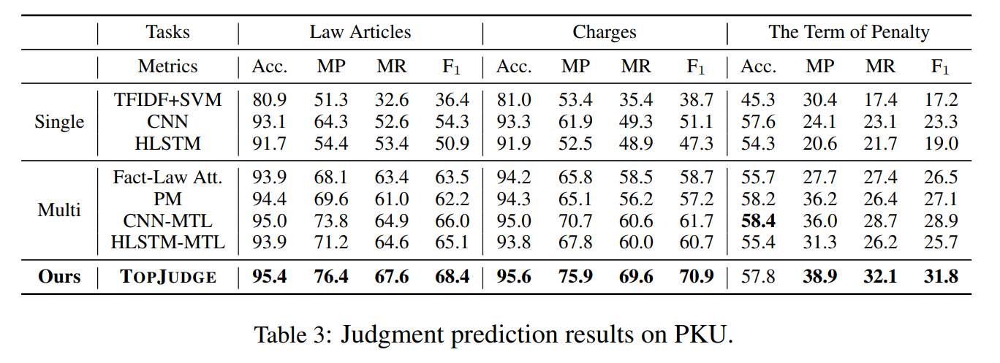 Tasks Law Articles Charges The Term of Penalty
Metrics Acc. MP MR F1 Acc. MP MR F1 Acc. MP MR F1
TFIDF+SVM 80.9 51.3 32.6 36.4 81.0 53.4 35.4 38.7 45.3 30.4 17.4 17.2
Single CNN 93.1 64.3 52.6 54.3 93.3 61.9 49.3 51.1 57.6 24.1 23.1 23.3
HLSTM 91.7 54.4 53.4 50.9 91.9 52.5 48.9 47.3 54.3 20.6 21.7 19.0
Fact-Law Att. 93.9 68.1 63.4 63.5 94.2 65.8 58.5 58.7 55.7 27.7 27.4 26.5
PM 94.4 69.6 61.0 62.2 94.3 65.1 56.2 57.2 58.2 36.2 26.4 27.1
Multi CNN-MTL 95.0 73.8 64.9 66.0 95.0 70.7 60.6 61.7 58.4 36.0 28.7 28.9
HLSTM-MTL 93.9 71.2 64.6 65.1 93.8 67.8 60.0 60.7 55.4 31.3 26.2 25.7
Ours TOPJUDGE 95.4 76.4 67.6 68.4 95.6 75.9 69.6 70.9 57.8 38.9 32.1 31.8
Table 3: Judgment prediction results on PKU.